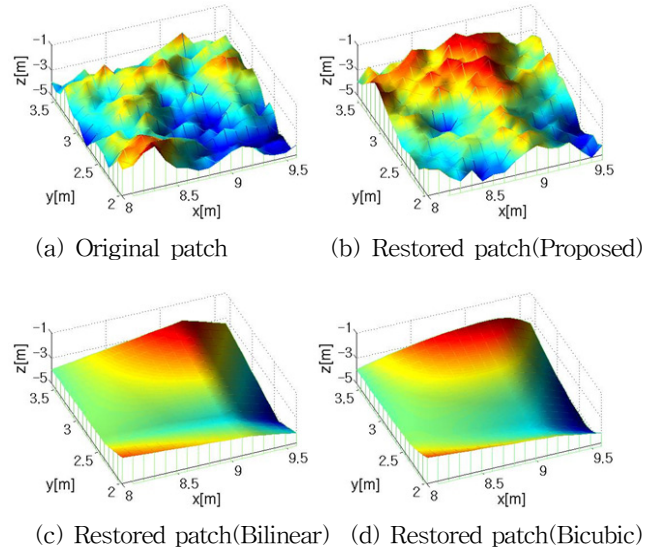 -1
-3
-5
z[m]
3.5
3
2.5
2
y[m]
8
8.5
9
9.5
x[m]
(a) Original patch
-1
-3
-5
z[m]
3.5
3
2.5
2
y[m]
8
8.5
9
9.5
x[m]
(b) Restored patch(Proposed)
-1
-3
-5
z[m]
3.5
3
2.5
2
y[m]
8
8.5
9
9.5
x[m]
(c) Restored patch(Bilinear)
-1
-3
-5
z[m]
3.5
3
2.5
2
y[m]
8
8.5
9
9.5
x[m]
(d) Restored patch(Bicubic)